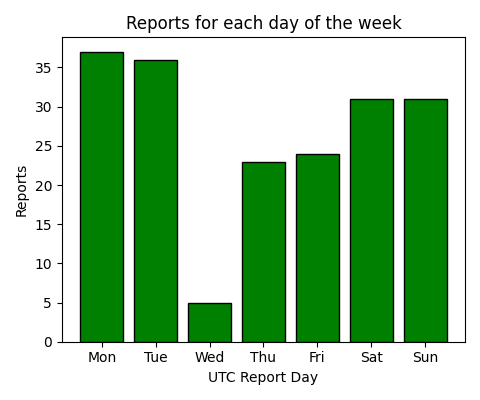 Reports for each day of the week
Reports
35
30
25
20
15
10
5
0
Mon Tue Wed Thu Fri Sat Sun
UTC Report Day